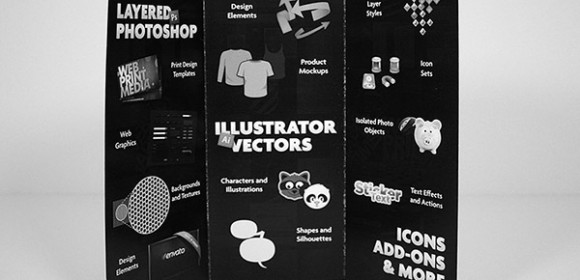 LAYERED
Ps
PHOTOSHOP
Print Design
Templates
WEB
PRINT
MEDIA
Web
Graphics
Backgrounds
and Textures
Design
Elements
envato
Design
Elements
Product
Mockups
ILLUSTRATOR
Ai
VECTORS
Characters and
Illustrations
Shapes and
Silhouettes
Layer
Styles
Icon
Sets
Isolated Photo
Objects
Sticker
Text
Text Effects
and Actions
ICONS
ADD-ONS
& MORE